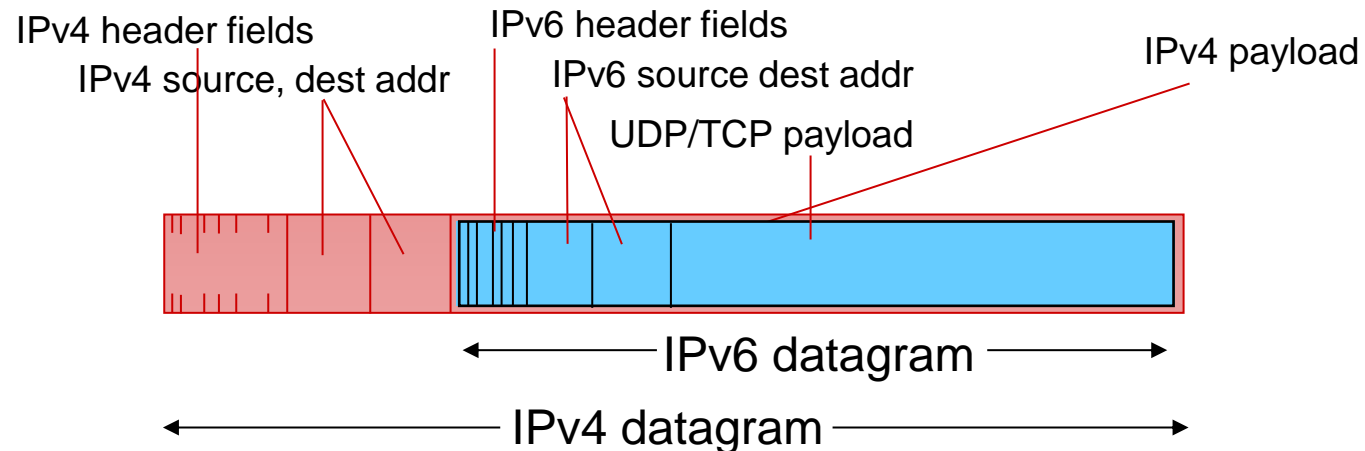 IPv4 header fields
IPv6 header fields
IPv4 payload
IPv4 source, dest addr
IPv6 source dest addr
UDP/TCP payload
IPv6 datagram
IPv4 datagram